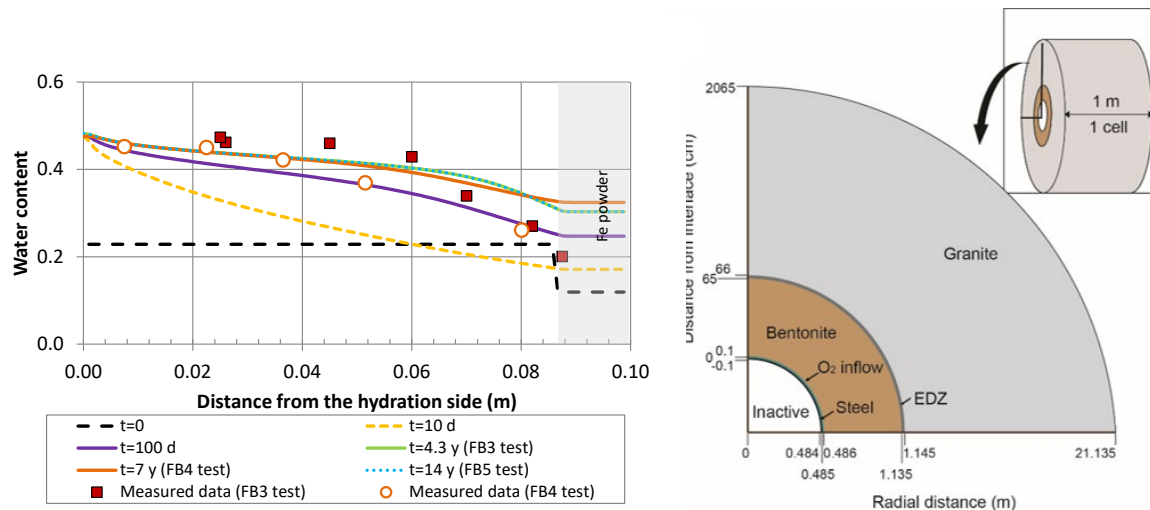 0.6
0.4
0.2
0.0
Water content
Fe powder
0.00 0.02 0.04 0.06 0.08 0.10
Distance from the hydration side (m)
t=0 t=10 d
t=100 d t=4.3 y (FB3 test)
t=7 y (FB4 test) t=14 y (FB5 test)
Measured data (FB3 test) Measured data (FB4 test)
1 m
1 cell
2065
Granite
66
65
Distance from interface (cm)
Bentonite
0.1
0
-0.1
O2 inflow
EDZ
Inactive
Steel
0 0.484 0.486 1.145 21.135
0.485 1.135
Radial distance (m)